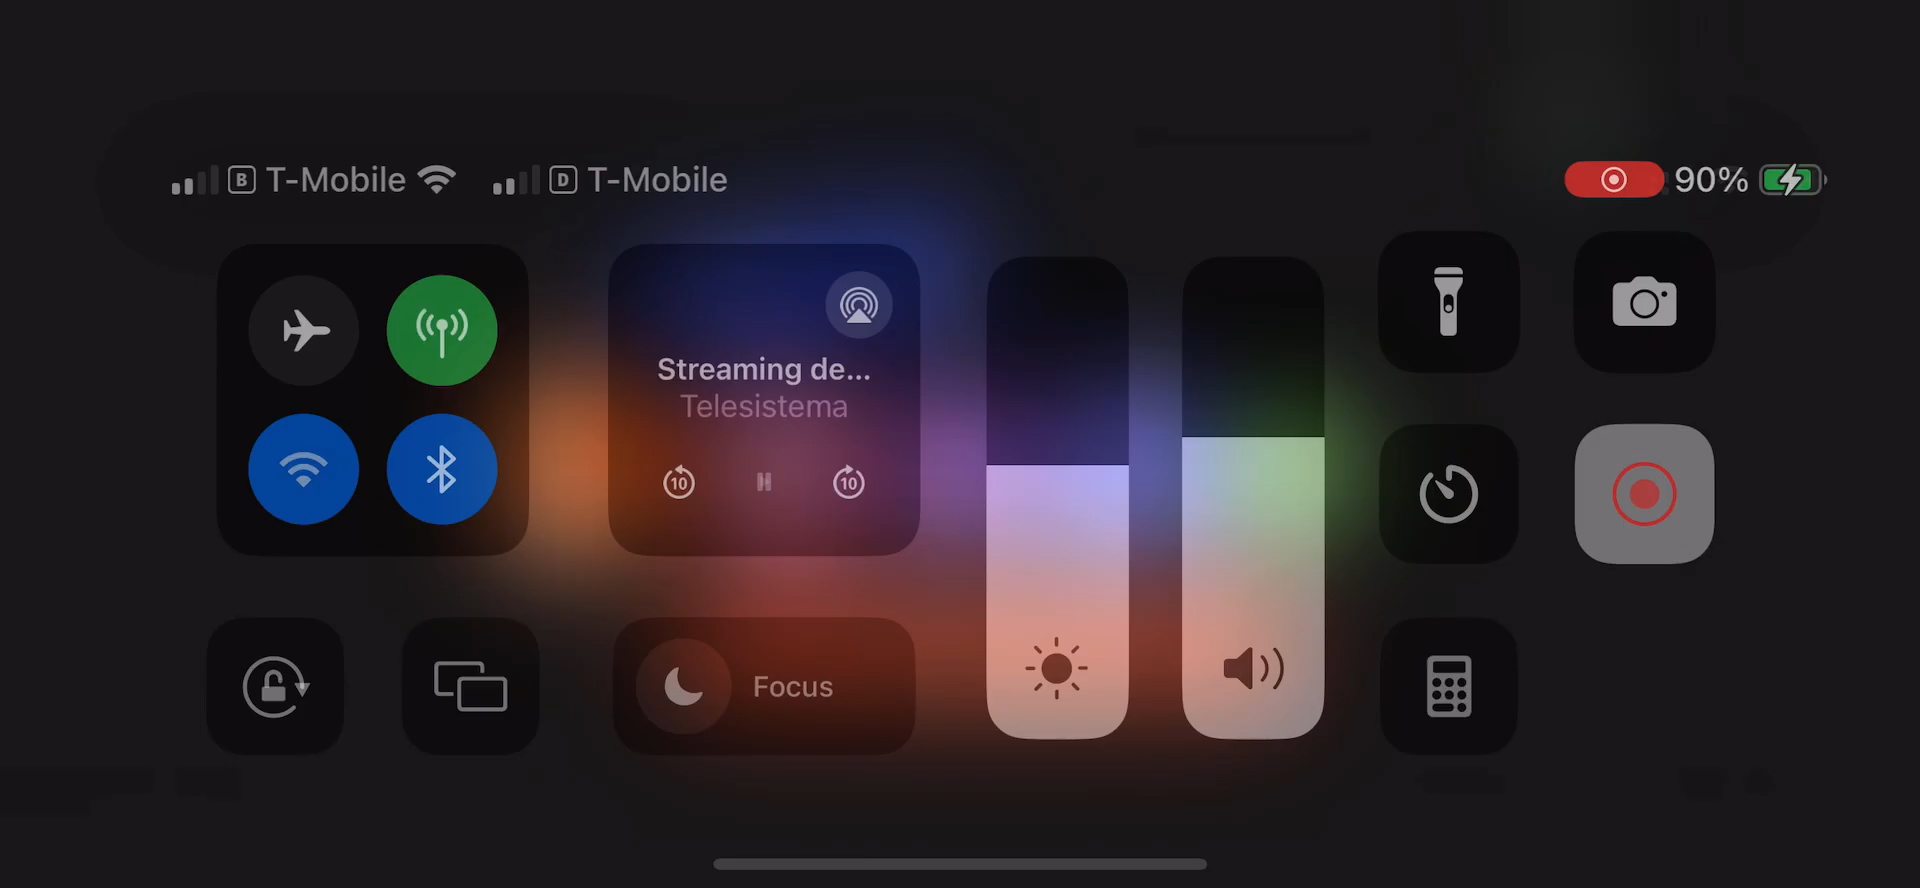 B T-Mobile D T-Mobile 90%
Streaming de...
Telesistema
10 10
Focus